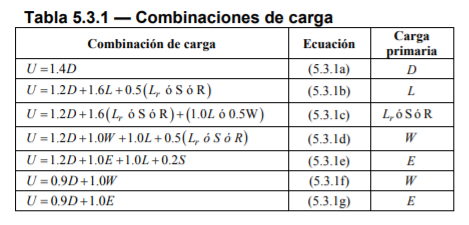 Tabla 5.3.1 — Combinaciones de carga
Combinación de carga Ecuación Carga primaria
U = 1.4D (5.3.1a) D
U = 1.2D + 1.6L + 0.5(Lr ó S ó R) (5.3.1b) L
U = 1.2D + 1.6(Lr ó S ó R) + (1.0L ó 0.5W) (5.3.1c) Lr ó S ó R
U = 1.2D + 1.0W + 1.0L + 0.5(Lr ó S ó R) (5.3.1d) W
U = 1.2D + 1.0E + 1.0L + 0.2S (5.3.1e) E
U = 0.9D + 1.0W (5.3.1f) W
U = 0.9D + 1.0E (5.3.1g) E